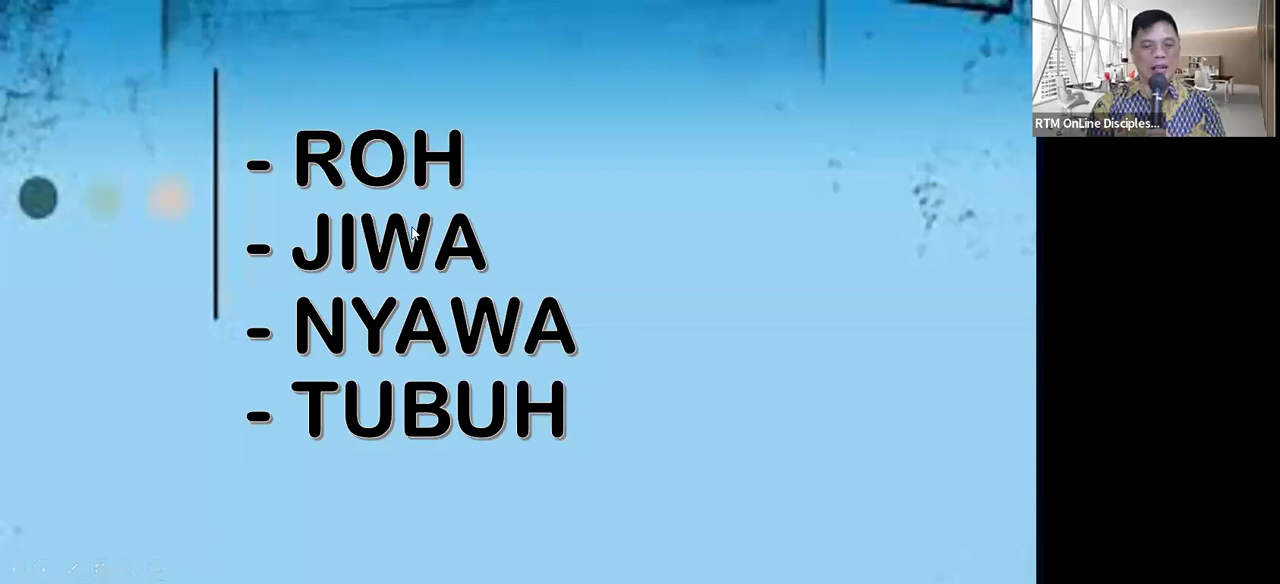 - ROH
- JIWA
- NYAWA
- TUBUH
RTM OnLine Disciples...